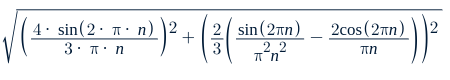 √((4· sin(2· π· n)/3· π· n)² + (2/3(sin(2πn)/π²n² − 2cos(2πn)/πn))²)